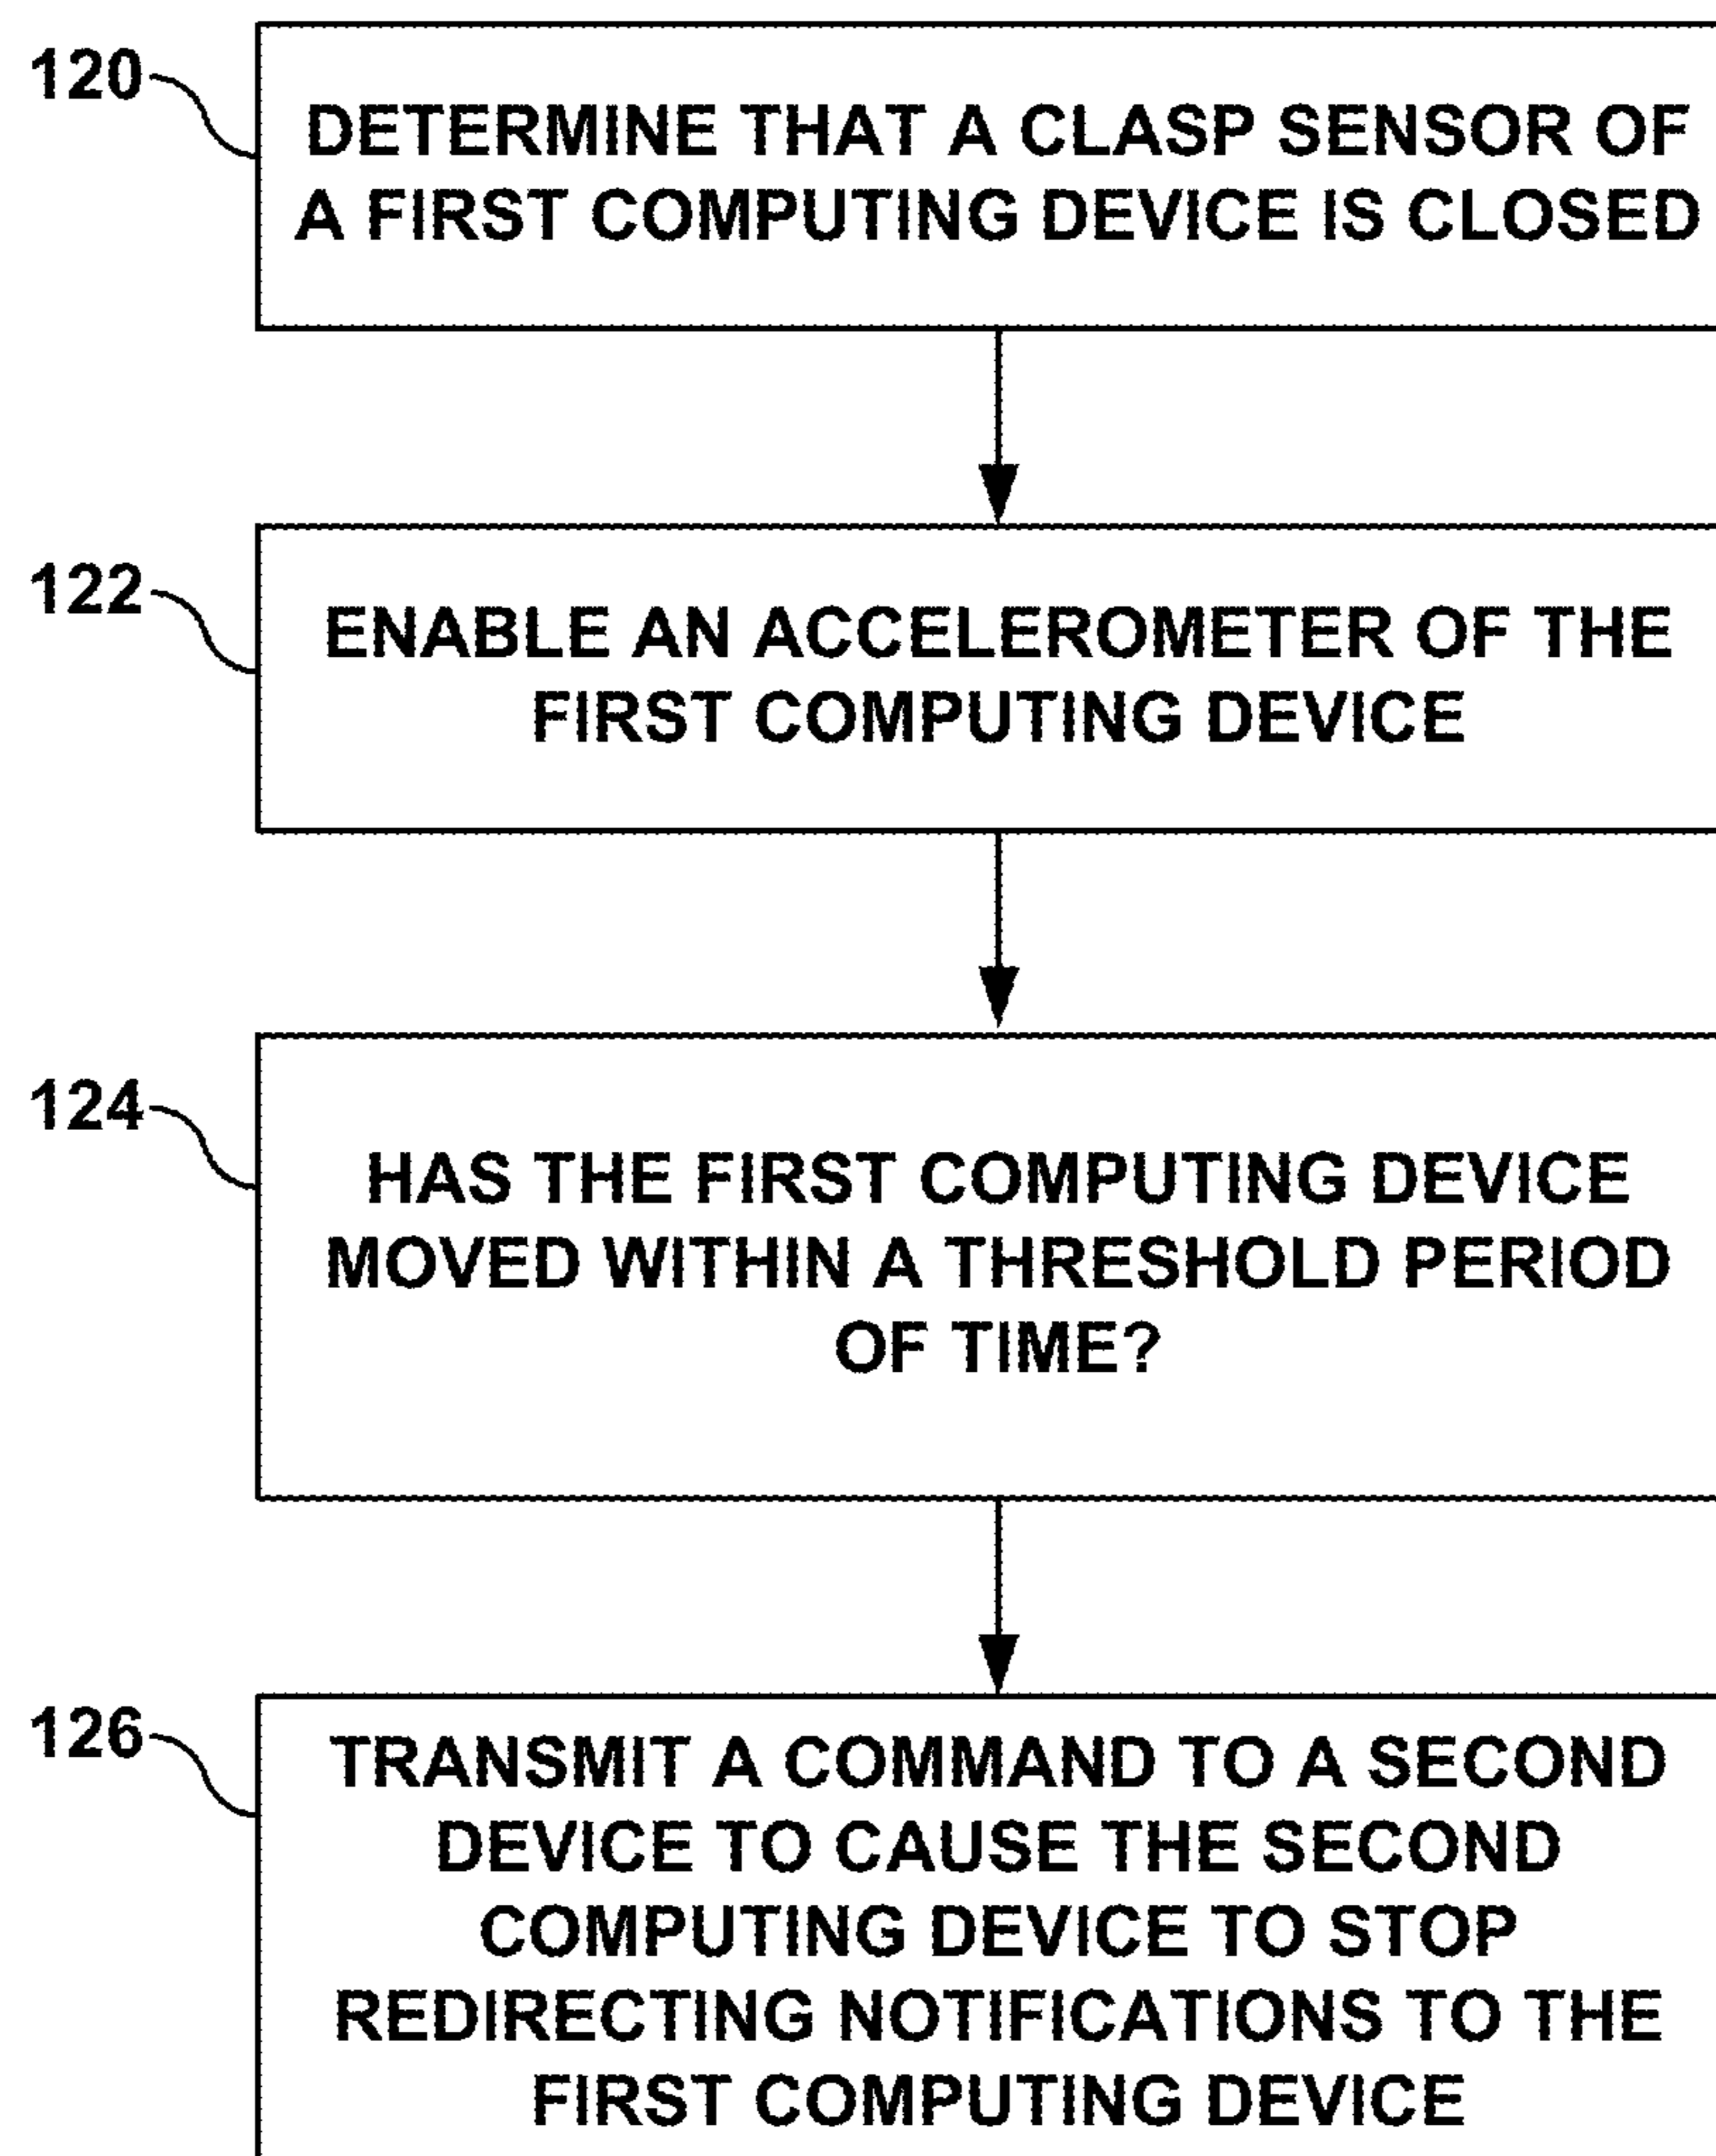 120
DETERMINE THAT A CLASP SENSOR OF
A FIRST COMPUTING DEVICE IS CLOSED
122
ENABLE AN ACCELEROMETER OF THE
FIRST COMPUTING DEVICE
124
HAS THE FIRST COMPUTING DEVICE
MOVED WITHIN A THRESHOLD PERIOD
OF TIME?
126
TRANSMIT A COMMAND TO A SECOND
DEVICE TO CAUSE THE SECOND
COMPUTING DEVICE TO STOP
REDIRECTING NOTIFICATIONS TO THE
FIRST COMPUTING DEVICE